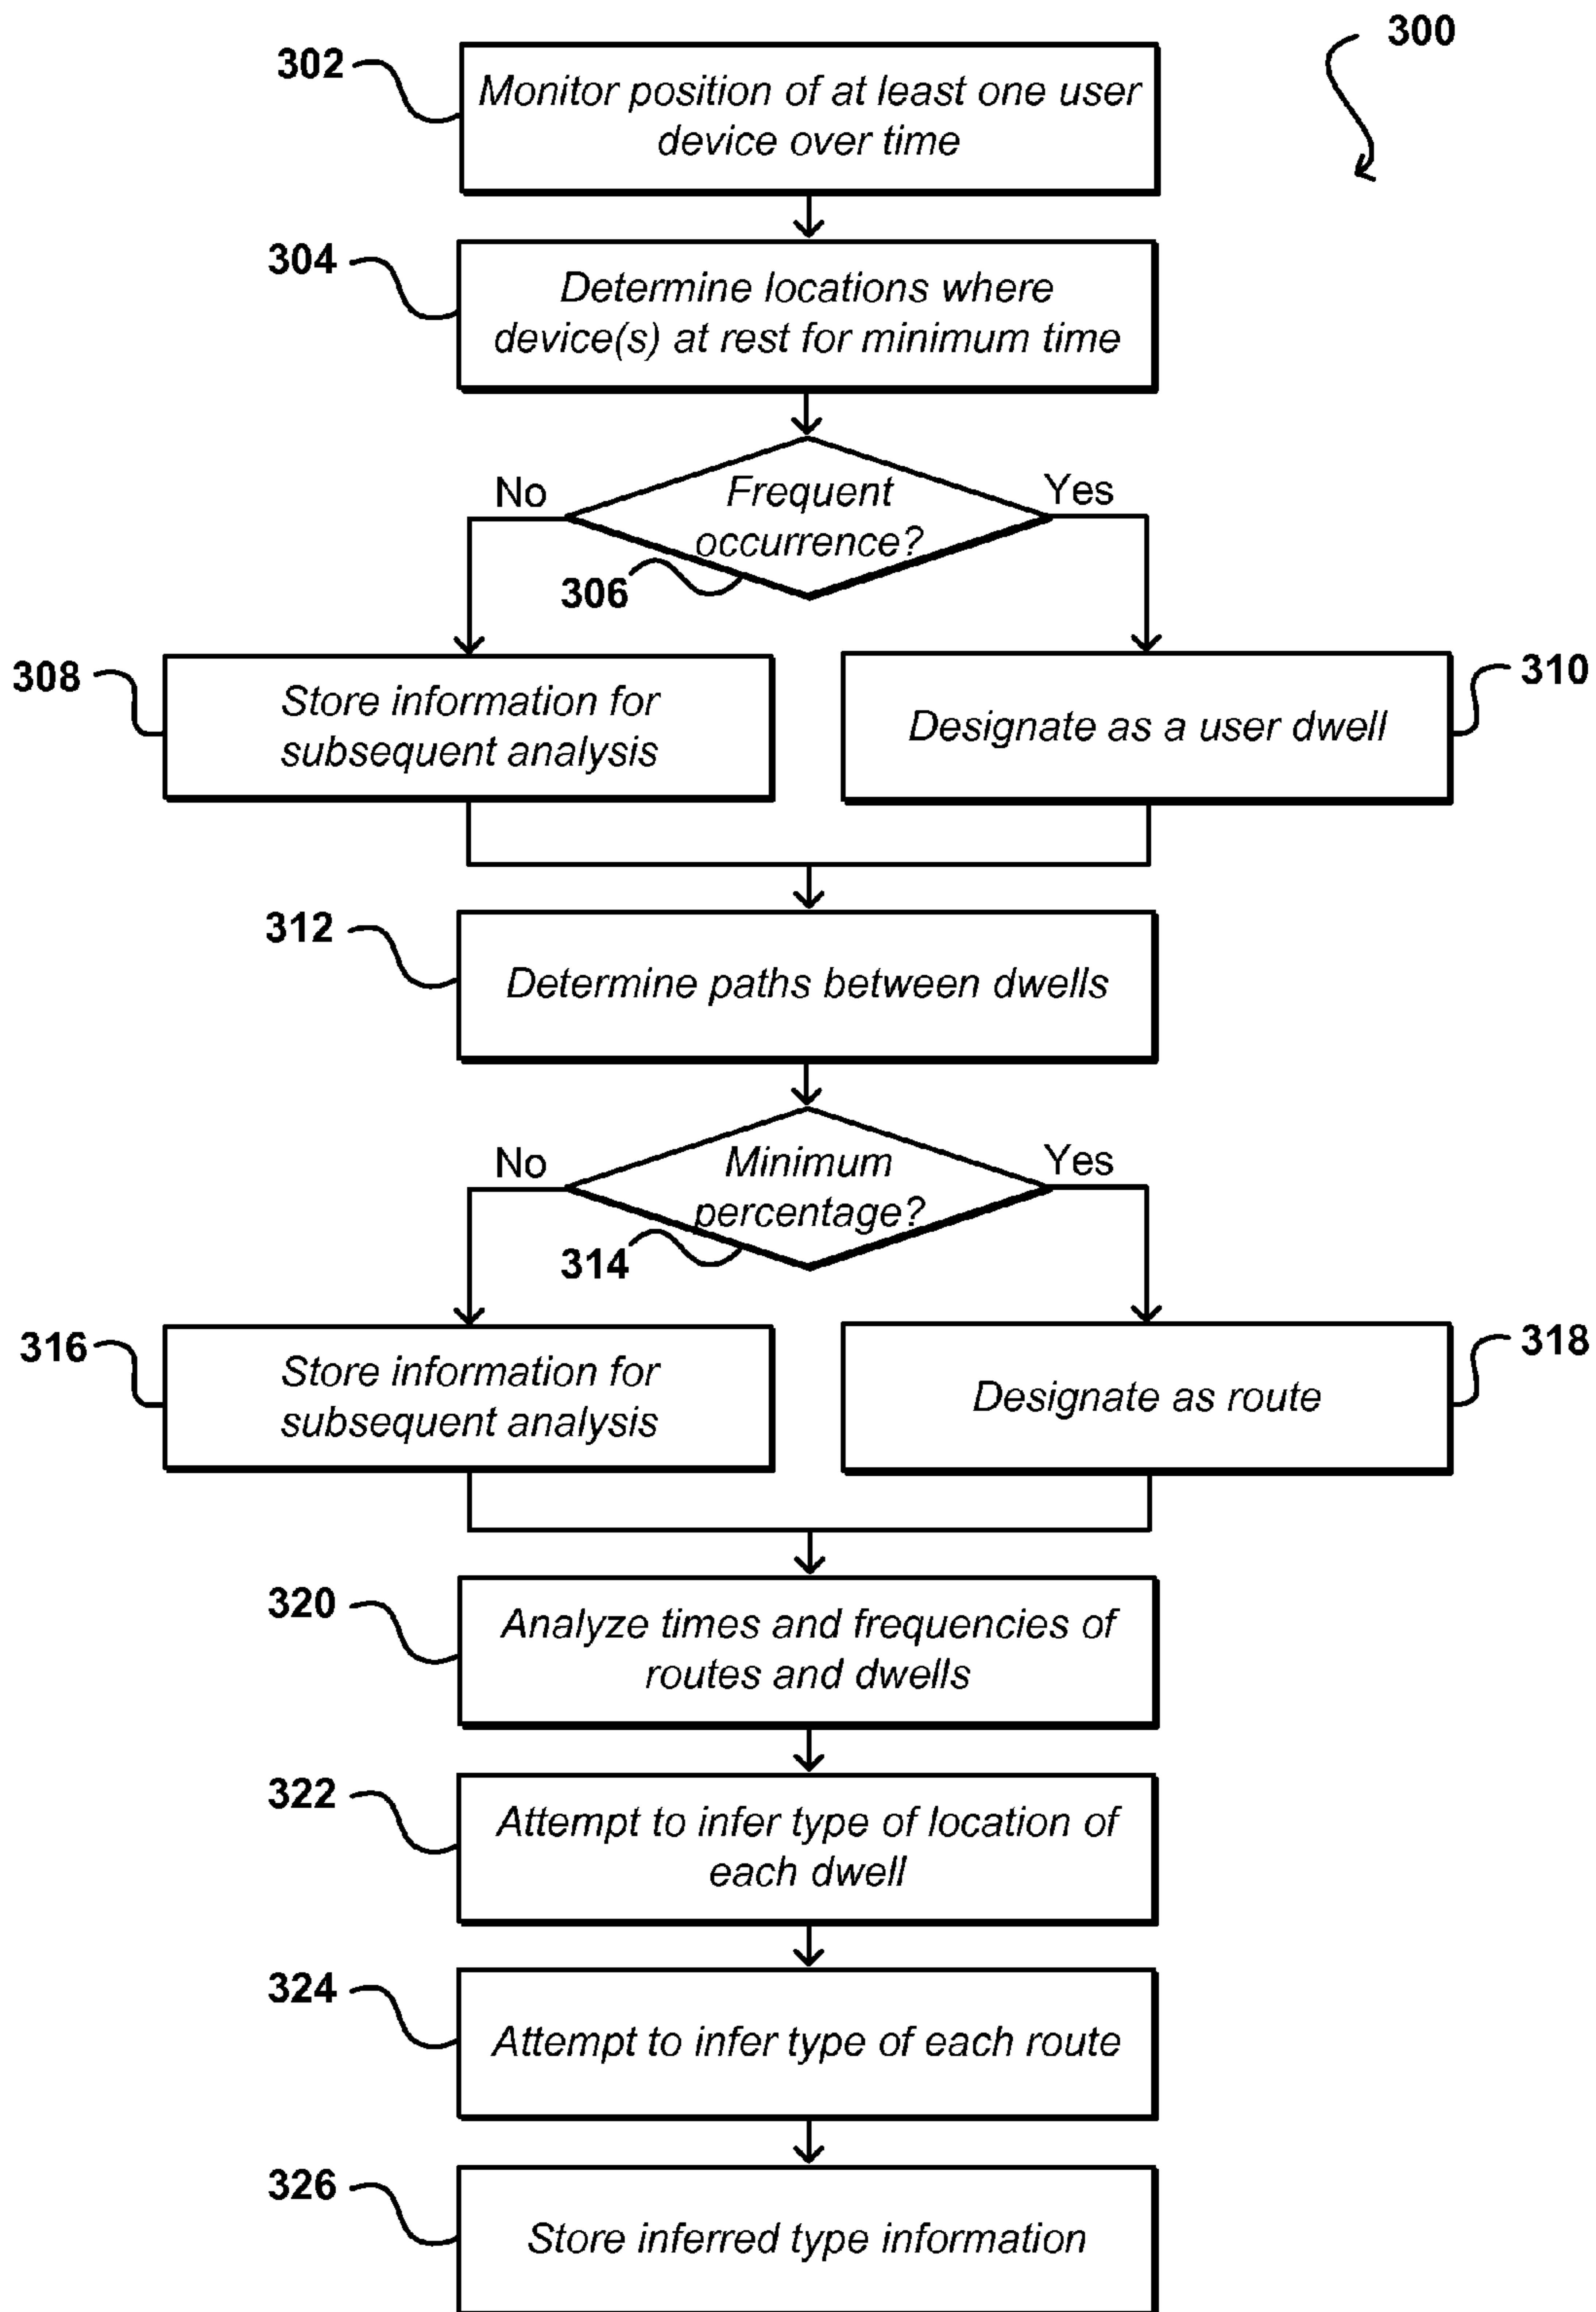 300
302
Monitor position of at least one user
device over time
304
Determine locations where
device(s) at rest for minimum time
No
Frequent
occurrence?
Yes
306
308
Store information for
subsequent analysis
Designate as a user dwell
310
312
Determine paths between dwells
No
Minimum
percentage?
Yes
314
316
Store information for
subsequent analysis
Designate as route
318
320
Analyze times and frequencies of
routes and dwells
322
Attempt to infer type of location of
each dwell
324
Attempt to infer type of each route
326
Store inferred type information